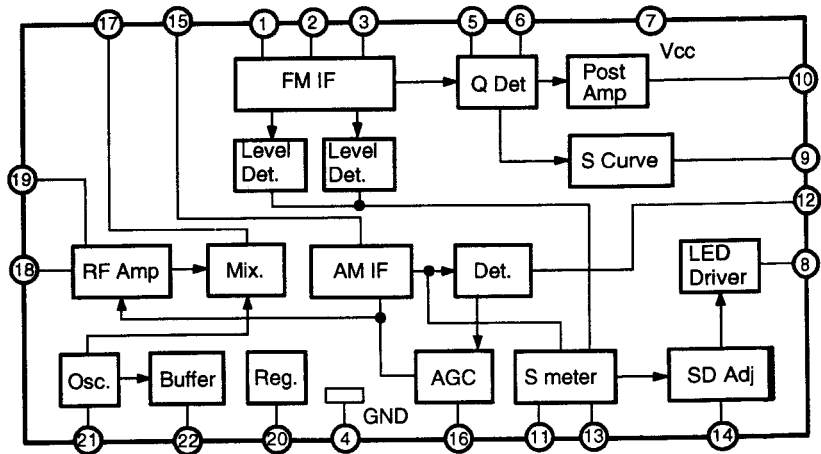 17
15
1
2
3
5
6
7
Vcc
FM IF
Q Det
Post
Amp
10
Level
Det.
Level
Det.
S Curve
9
19
12
18
RF Amp
Mix.
AM IF
Det.
LED
Driver
8
Osc.
Buffer
Reg.
GND
AGC
S meter
SD Adj
21
22
20
4
16
11
13
14